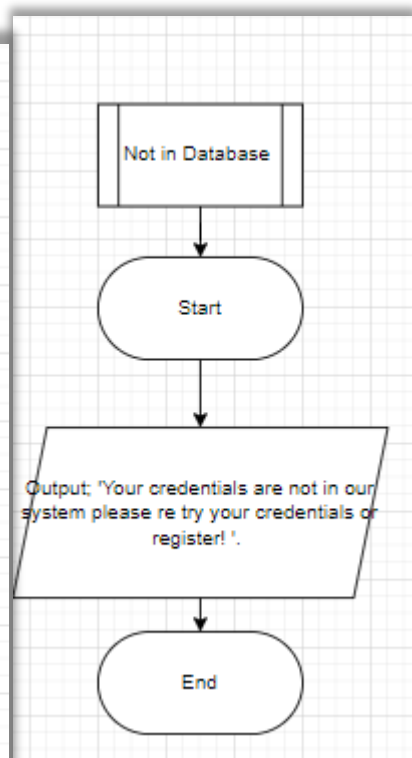 Not in Database
Start
Output; 'Your credentials are not in our
system please re try your credentials or
register! '.
End